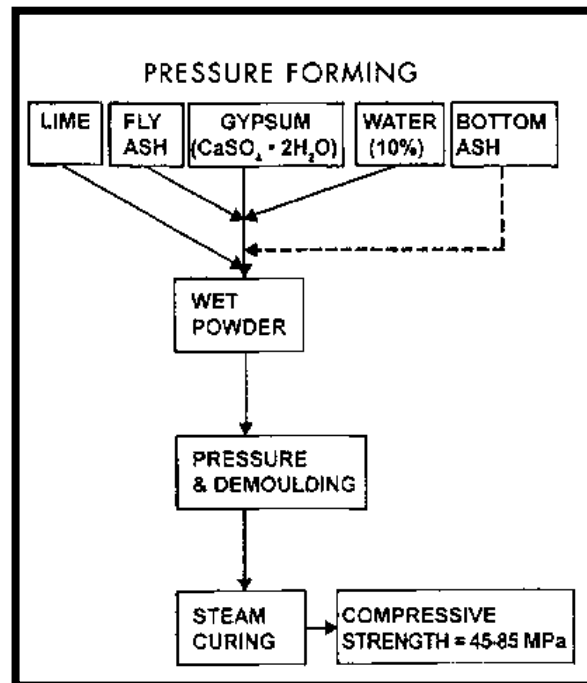 PRESSURE FORMING
LIME
FLY
ASH
GYPSUM
(CaSO₄ • 2H₂O)
WATER
(10%)
BOTTOM
ASH
WET
POWDER
PRESSURE
& DEMOULDING
STEAM
CURING
COMPRESSIVE
STRENGTH = 45-85 MPa